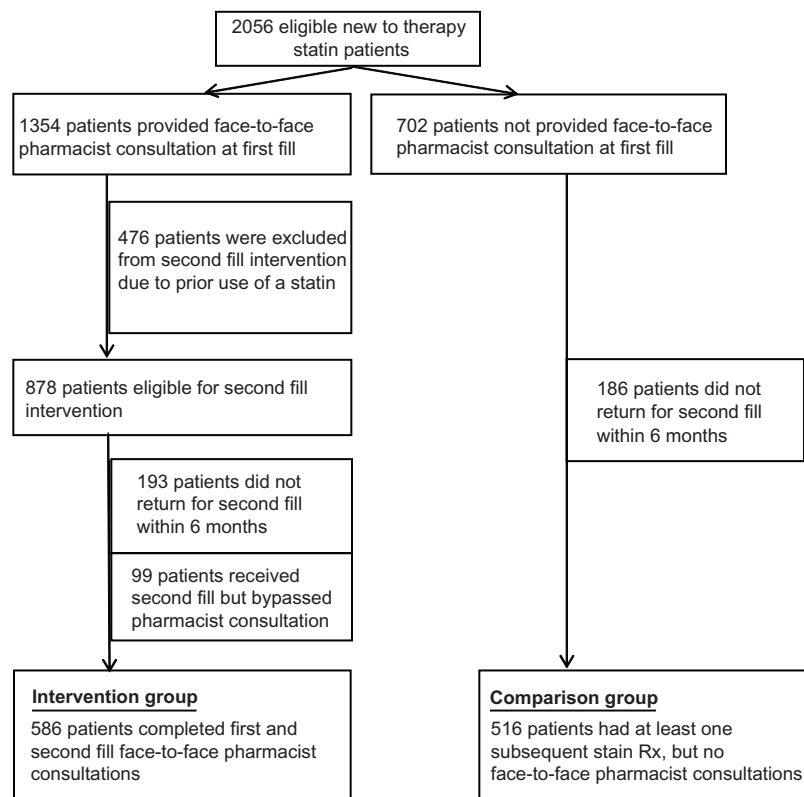 2056 eligible new to therapy
statin patients
1354 patients provided face-to-face
pharmacist consultation at first fill
702 patients not provided face-to-face
pharmacist consultation at first fill
476 patients were excluded
from second fill intervention
due to prior use of a statin
878 patients eligible for second fill
intervention
186 patients did not
return for second fill
within 6 months
193 patients did not
return for second fill
within 6 months
99 patients received
second fill but bypassed
pharmacist consultation
Intervention group
586 patients completed first and
second fill face-to-face pharmacist
consultations
Comparison group
516 patients had at least one
subsequent stain Rx, but no
face-to-face pharmacist consultations